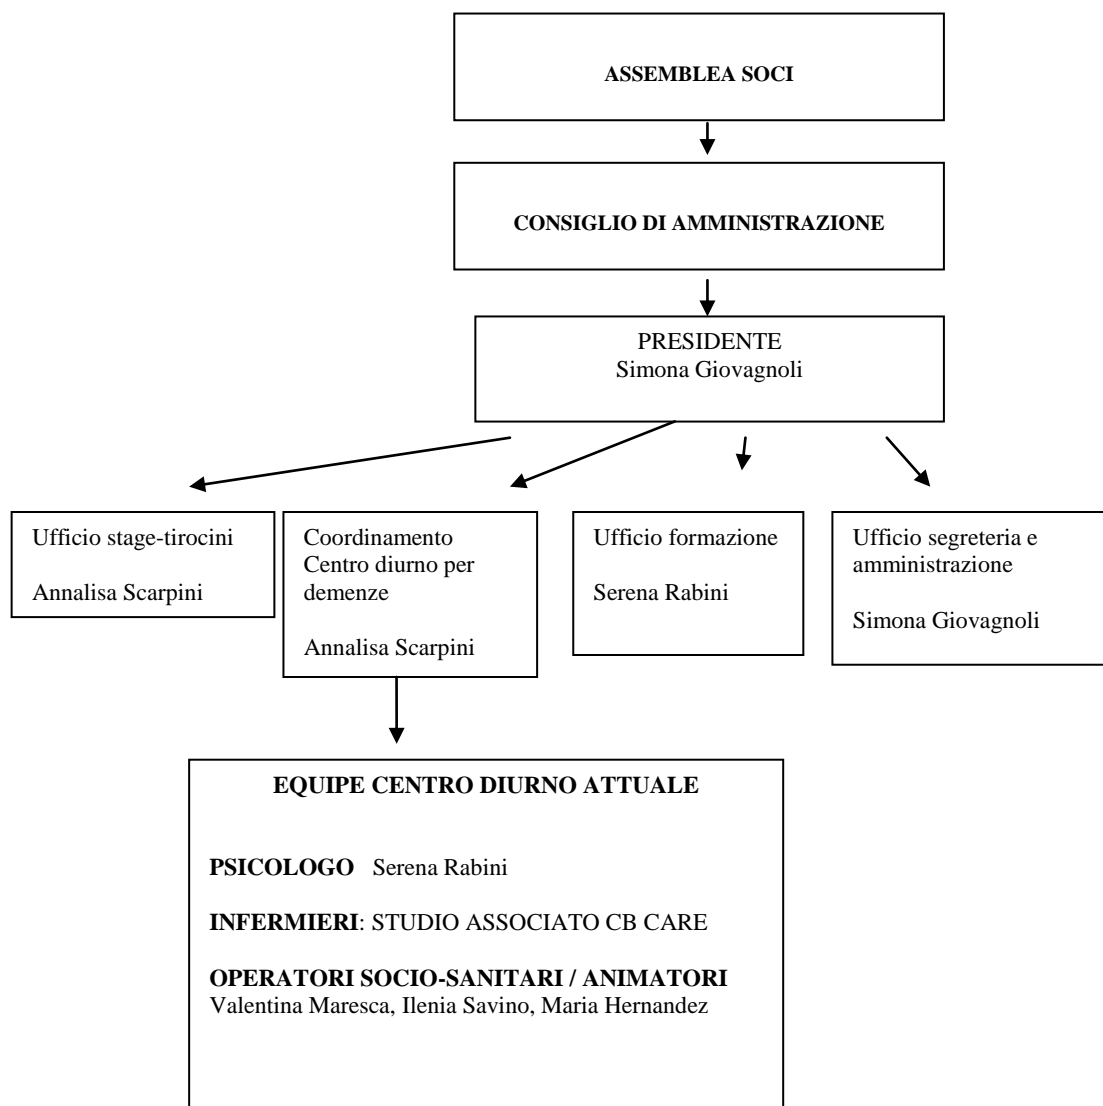 ASSEMBLEA SOCI
CONSIGLIO DI AMMINISTRAZIONE
PRESIDENTE
Simona Giovagnoli
Ufficio stage-tirocini
Annalisa Scarpini
Coordinamento
Centro diurno per
demenze
Annalisa Scarpini
Ufficio formazione
Serena Rabini
Ufficio segreteria e
amministrazione
Simona Giovagnoli
EQUIPE CENTRO DIURNO ATTUALE
PSICOLOGO Serena Rabini
INFERMIERI: STUDIO ASSOCIATO CB CARE
OPERATORI SOCIO-SANITARI / ANIMATORI
Valentina Maresca, Ilenia Savino, Maria Hernandez